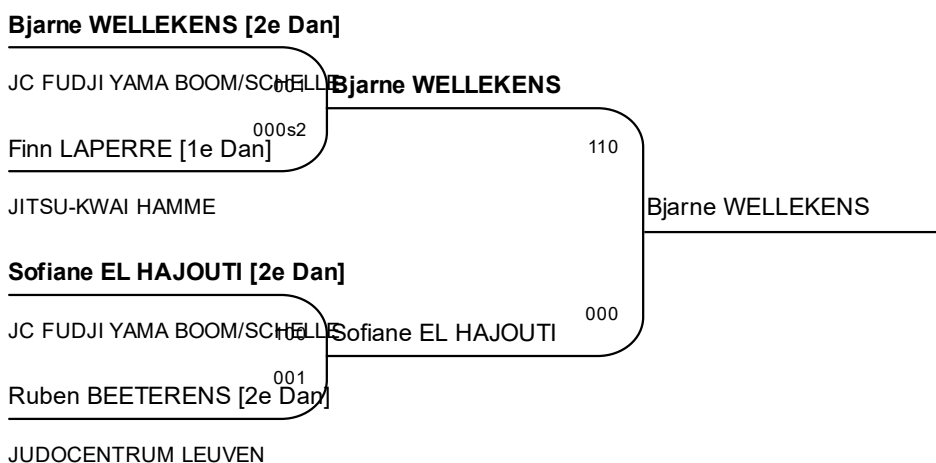 Bjarne WELLEKENS [2e Dan]
JC FUDJI YAMA BOOM/SCHELLE
001
Bjarne WELLEKENS
000s2
Finn LAPERRE [1e Dan]
110
JITSU-KWAI HAMME
Bjarne WELLEKENS
Sofiane EL HAJOUTI [2e Dan]
000
JC FUDJI YAMA BOOM/SCHELLE
100
Sofiane EL HAJOUTI
001
Ruben BEETERENS [2e Dan]
JUDOCENTRUM LEUVEN